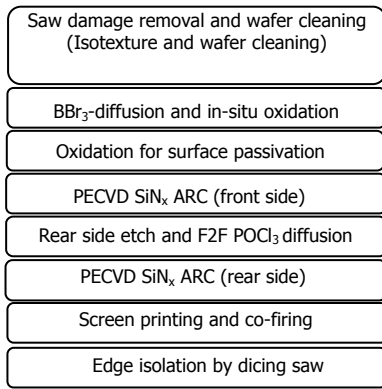 Saw damage removal and wafer cleaning
(Isotexture and wafer cleaning)
BBr₃-diffusion and in-situ oxidation
Oxidation for surface passivation
PECVD SiNₓ ARC (front side)
Rear side etch and F2F POCl₃ diffusion
PECVD SiNₓ ARC (rear side)
Screen printing and co-firing
Edge isolation by dicing saw